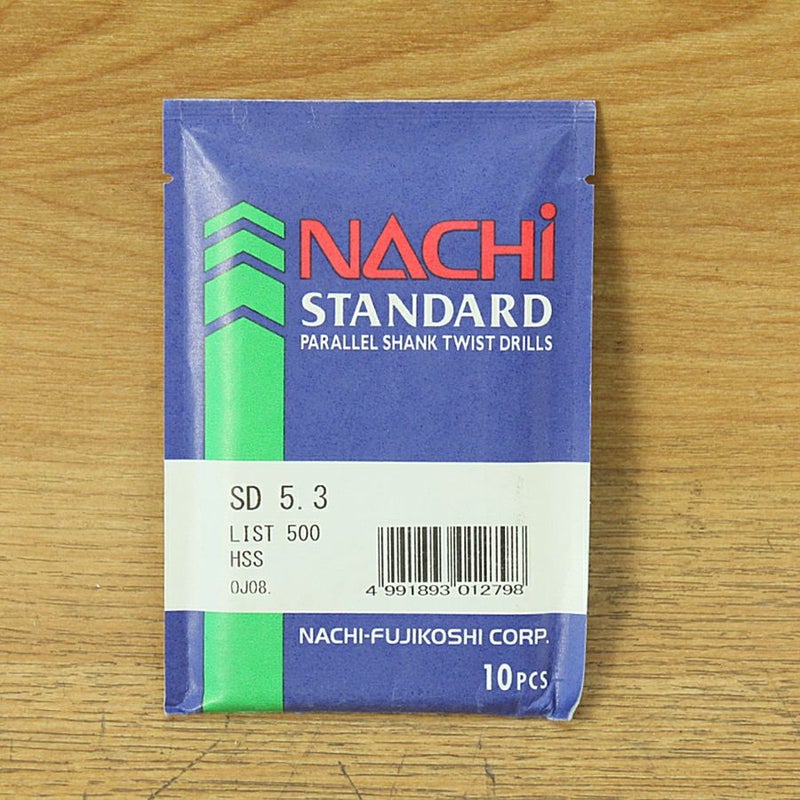 NACHi
STANDARD
PARALLEL SHANK TWIST DRILLS
SD 5.3
LIST 500
HSS
OJ08.
4 991893 012798
NACHI-FUJIKOSHI CORP.
10PCS